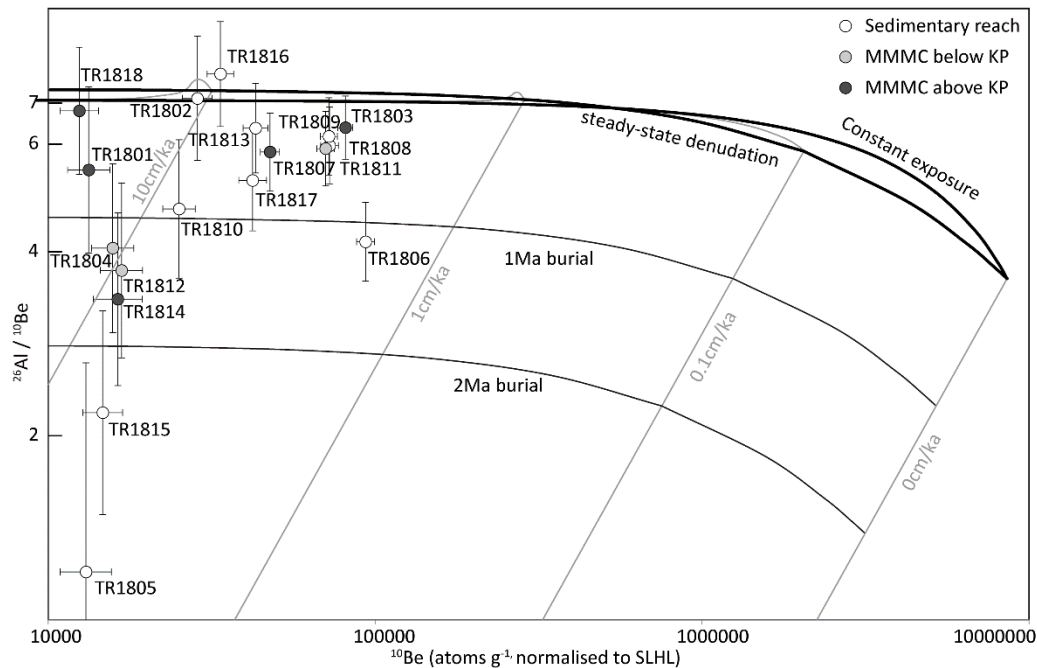 Sedimentary reach
MMMC below KP
MMMC above KP
TR1816
TR1818
TR1802
TR1813
TR1809
TR1803
TR1808
TR1801
TR1807
TR1811
TR1817
TR1810
TR1804
TR1806
TR1812
TR1814
TR1815
TR1805
steady-state denudation
Constant exposure
10cm/ka
1cm/ka
0.1cm/ka
0cm/ka
1Ma burial
2Ma burial
7
6
4
2
²⁶Al / ¹⁰Be
10000 100000 1000000 10000000
¹⁰Be (atoms g⁻¹, normalised to SLHL)